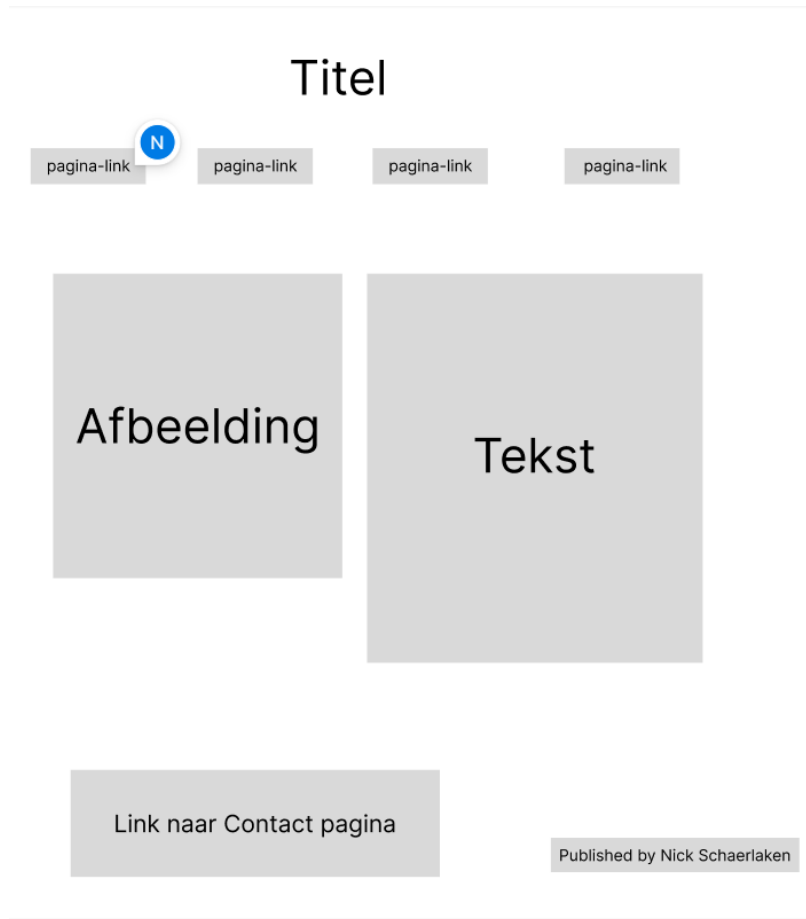 Titel
N
pagina-link
pagina-link
pagina-link
pagina-link
Afbeelding
Tekst
Link naar Contact pagina
Published by Nick Schaerlaken